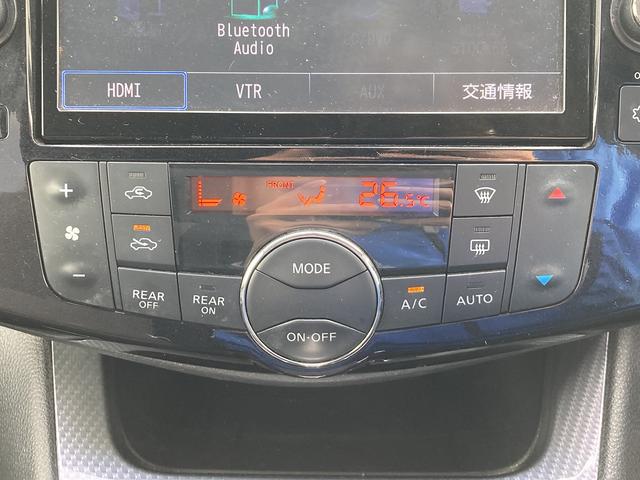 Bluetooth
Audio
HDMI
VTR
AUX
交通情報
+
FRONT
26.5℃
-
REAR
OFF
REAR
ON
MODE
ON·OFF
A/C
AUTO